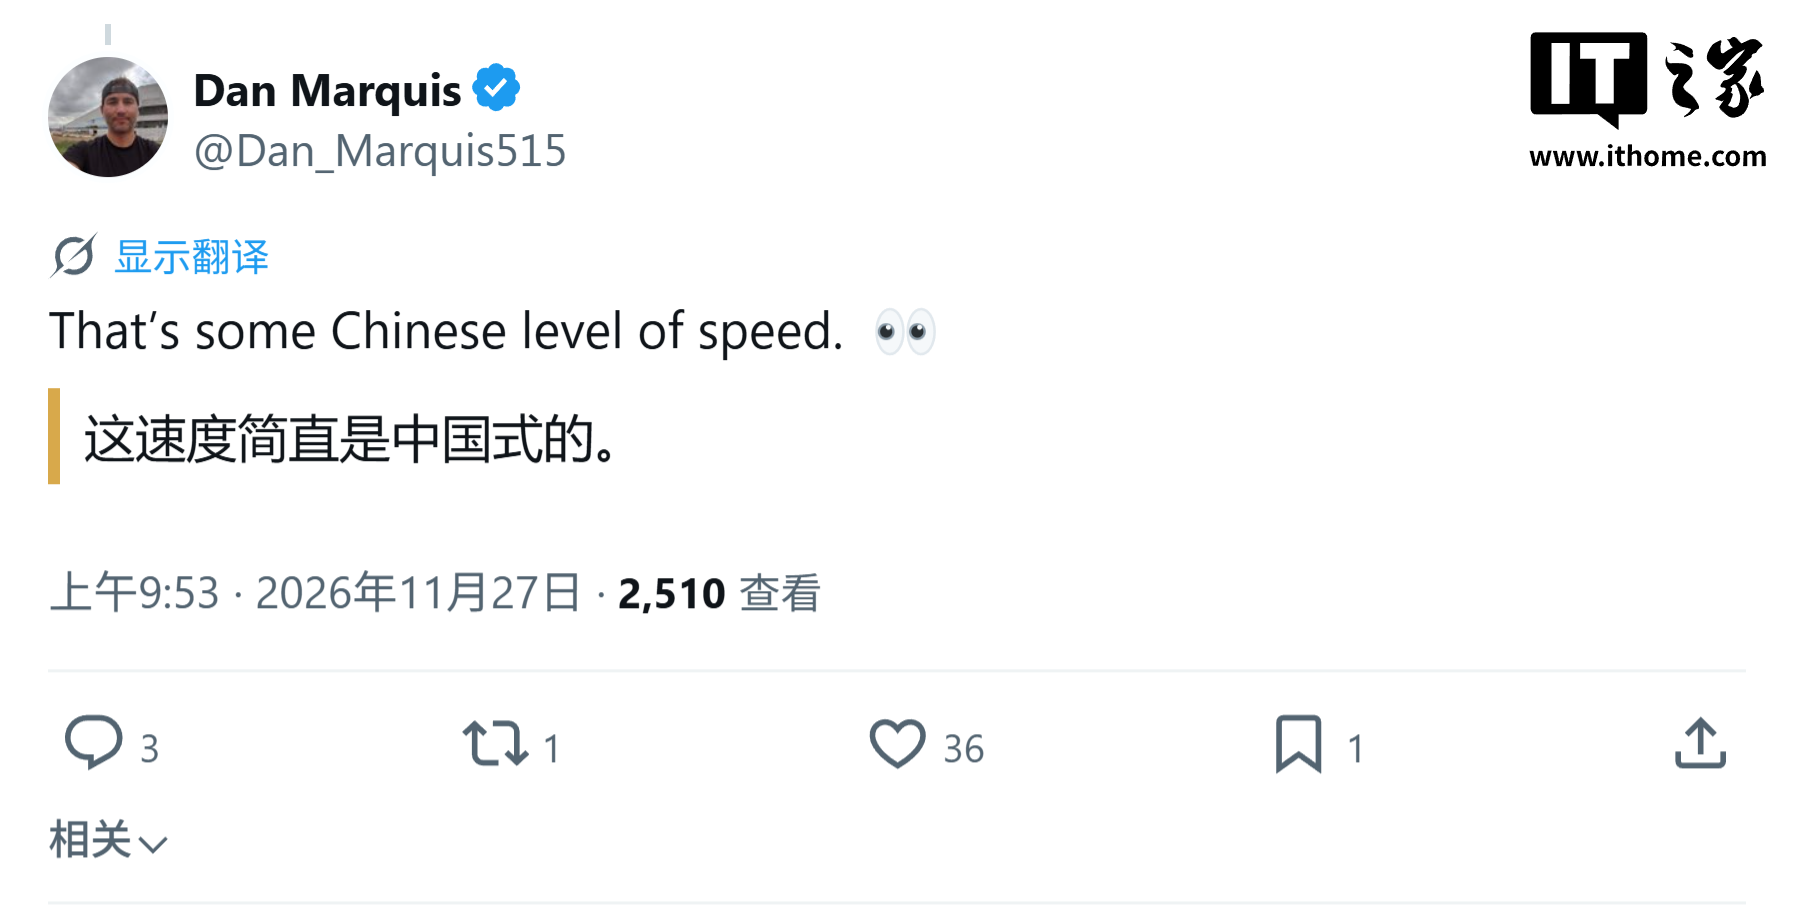 Dan Marquis
@Dan_Marquis515
IT之家
www.ithome.com
显示翻译
That’s some Chinese level of speed. 👀
这速度简直是中国式的。
上午9:53 · 2026年11月27日 · 2,510 查看
3 1 36 1
相关